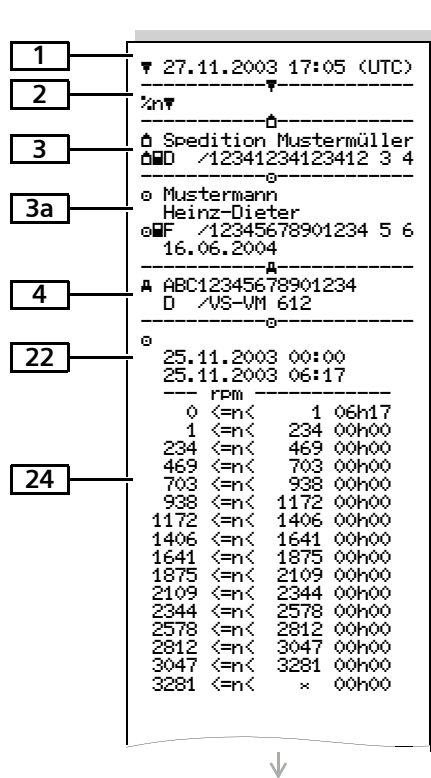 1
▼ 27.11.2003 17:05 (UTC)
2
%n▼
3
Spedition Mustermüller
D /12341234123412 3 4
3a
Mustermann
Heinz-Dieter
F /12345678901234 5 6
16.06.2004
4
A ABC12345678901234
D /VS-VM 612
22
25.11.2003 00:00
25.11.2003 06:17
--- rpm -------------
24
0 <=n< 1 06h17
1 <=n< 234 00h00
234 <=n< 469 00h00
469 <=n< 703 00h00
703 <=n< 938 00h00
938 <=n< 1172 00h00
1172 <=n< 1406 00h00
1406 <=n< 1641 00h00
1641 <=n< 1875 00h00
1875 <=n< 2109 00h00
2109 <=n< 2344 00h00
2344 <=n< 2578 00h00
2578 <=n< 2812 00h00
2812 <=n< 3047 00h00
3047 <=n< 3281 00h00
3281 <=n< × 00h00